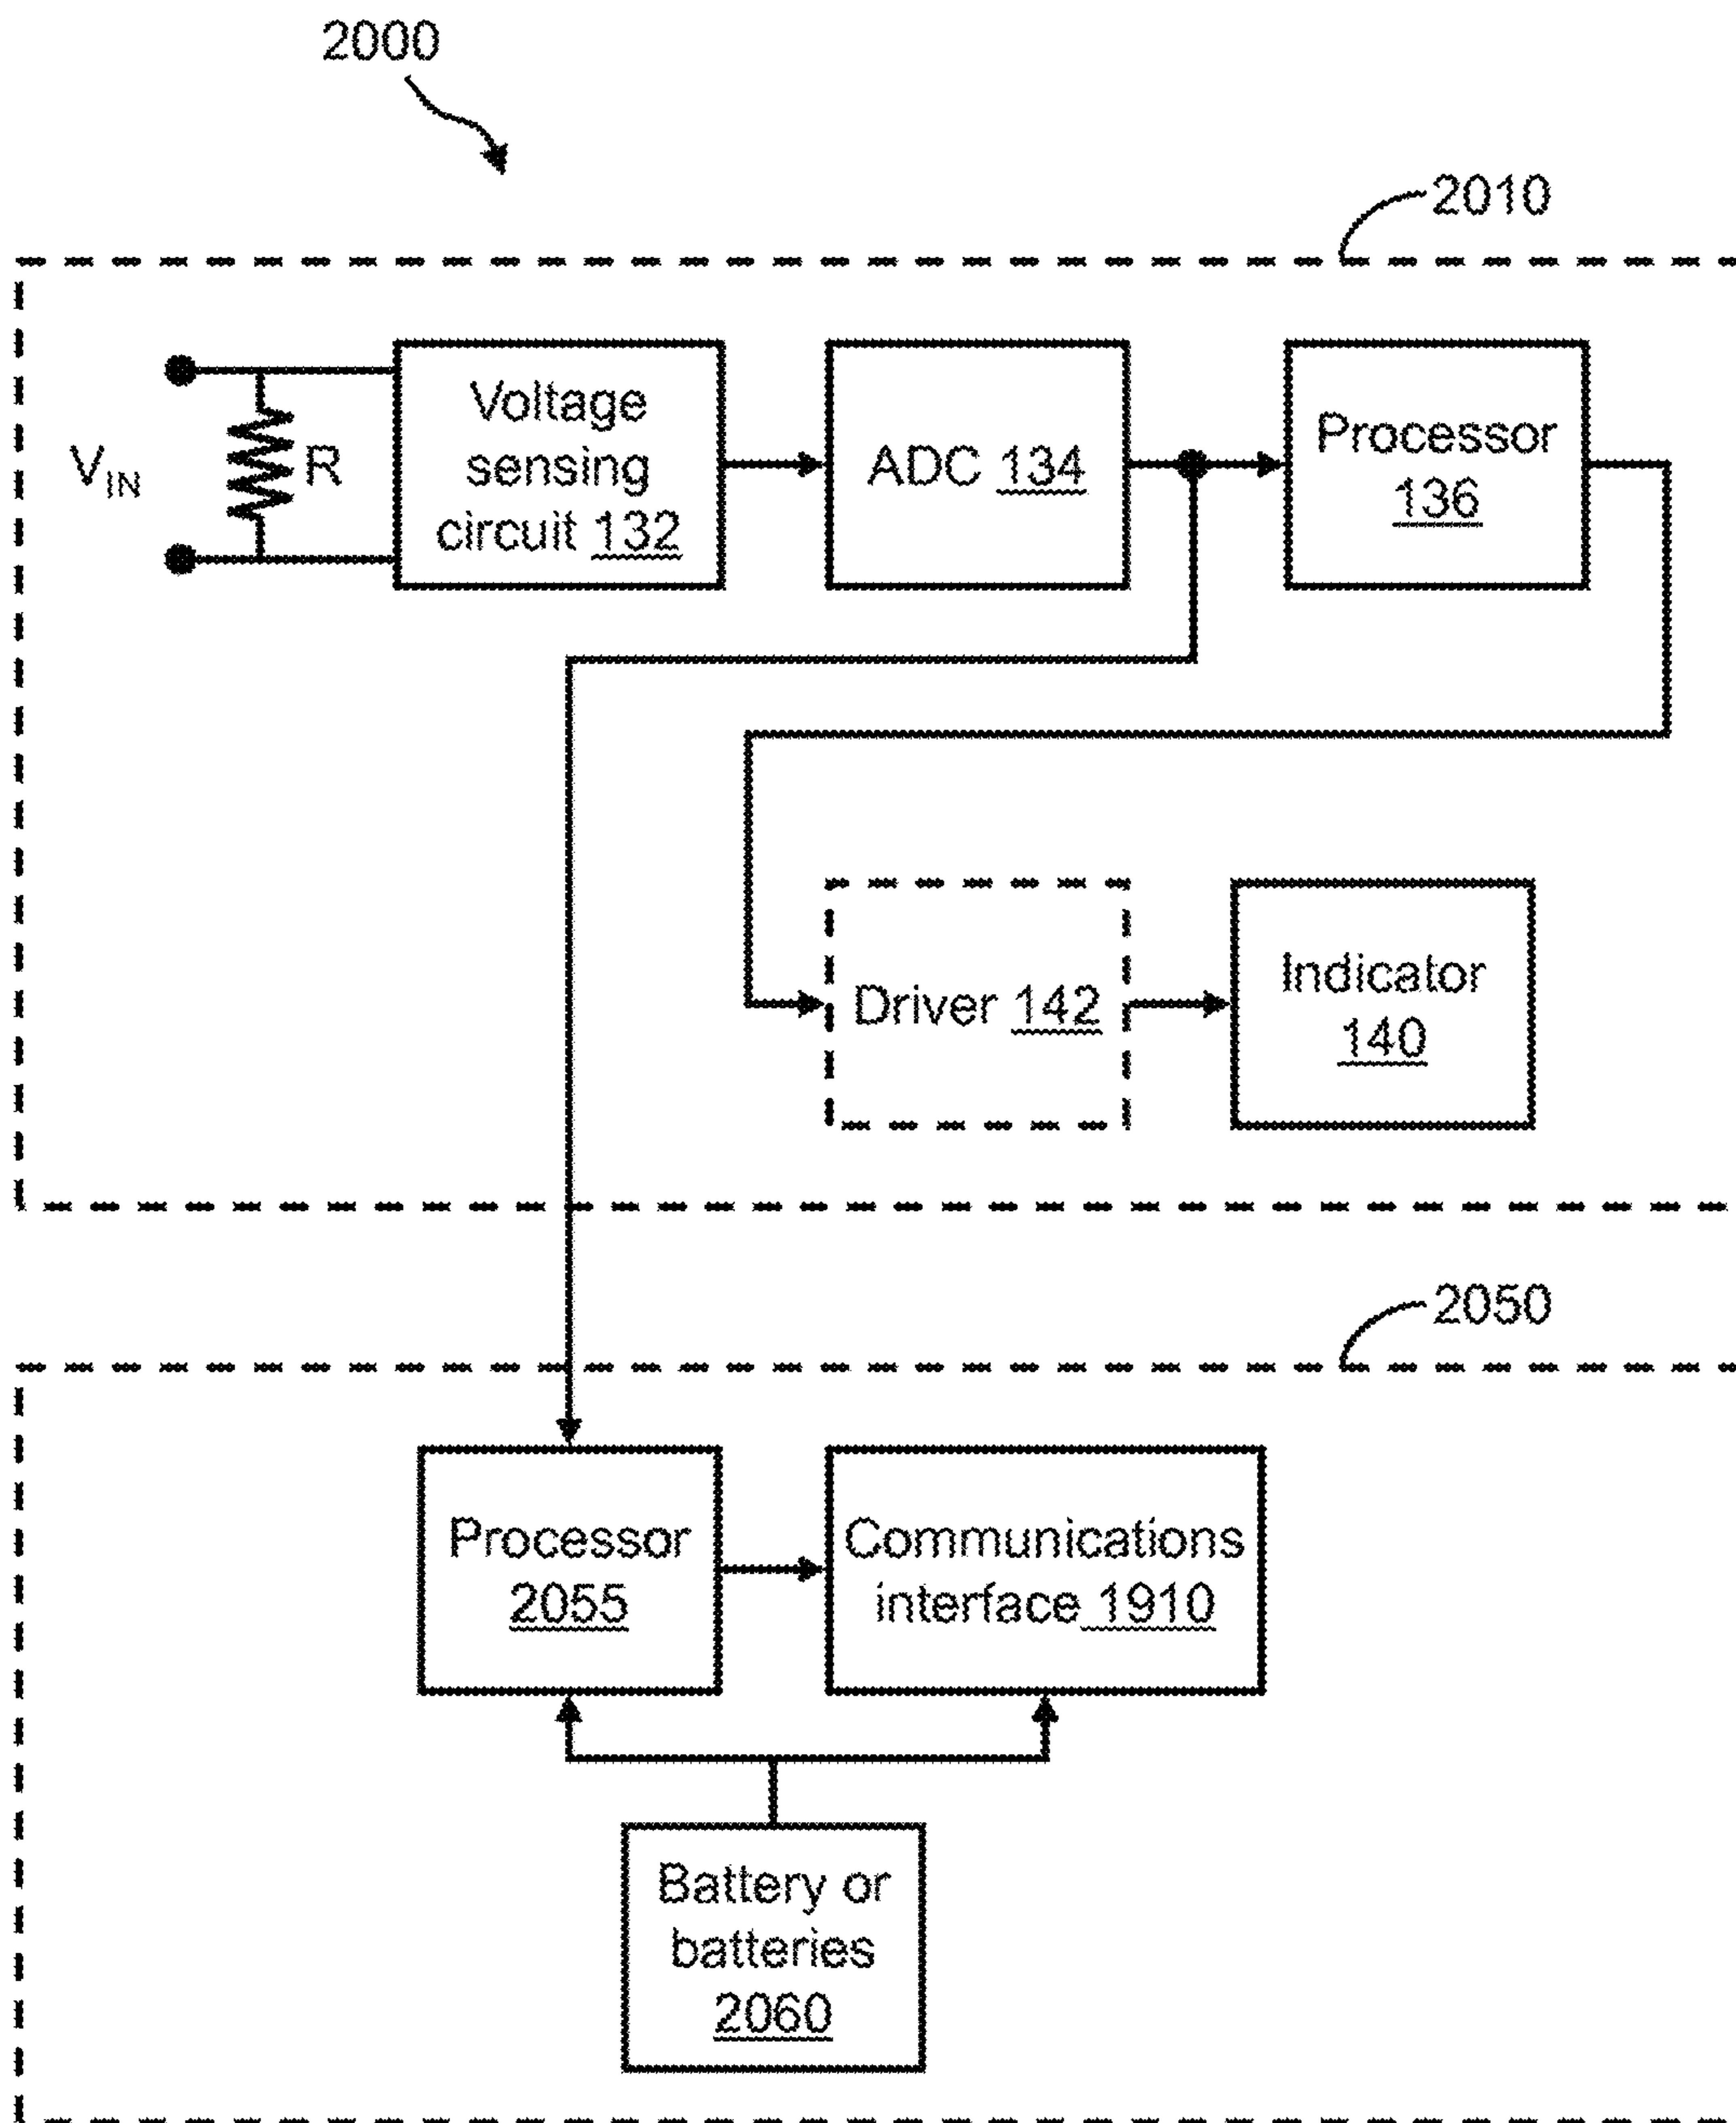 2000
2010
Voltage
sensing
circuit 132
ADC 134
Processor
136
V_IN
R
Driver 142
Indicator
140
2050
Processor
2055
Communications
interface 1910
Battery or
batteries
2060